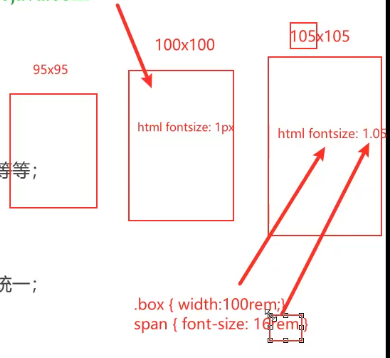 105x105
100x100
95x95
html fontsize: 1px
html fontsize: 1.05
等等；
统一；
.box { width:100rem;}
span { font-size: 16rem }